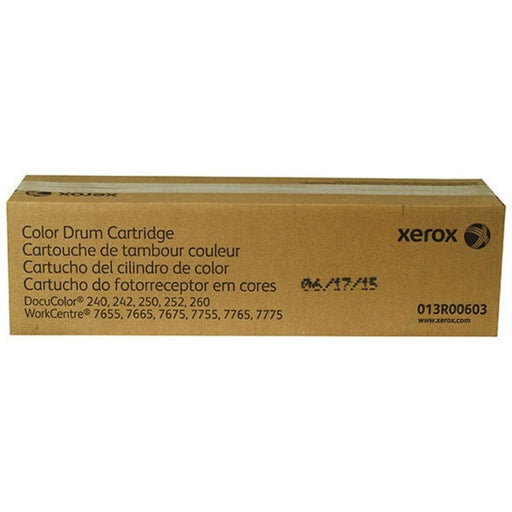 Color Drum Cartridge
Cartouche de tambour couleur
Cartucho del cilindro de color
Cartucho do fotorreceptor em cores
DocuColor® 240, 242, 250, 252, 260
WorkCentre® 7655, 7665, 7675, 7755, 7765, 7775
06/17/15
xerox
013R00603
www.xerox.com